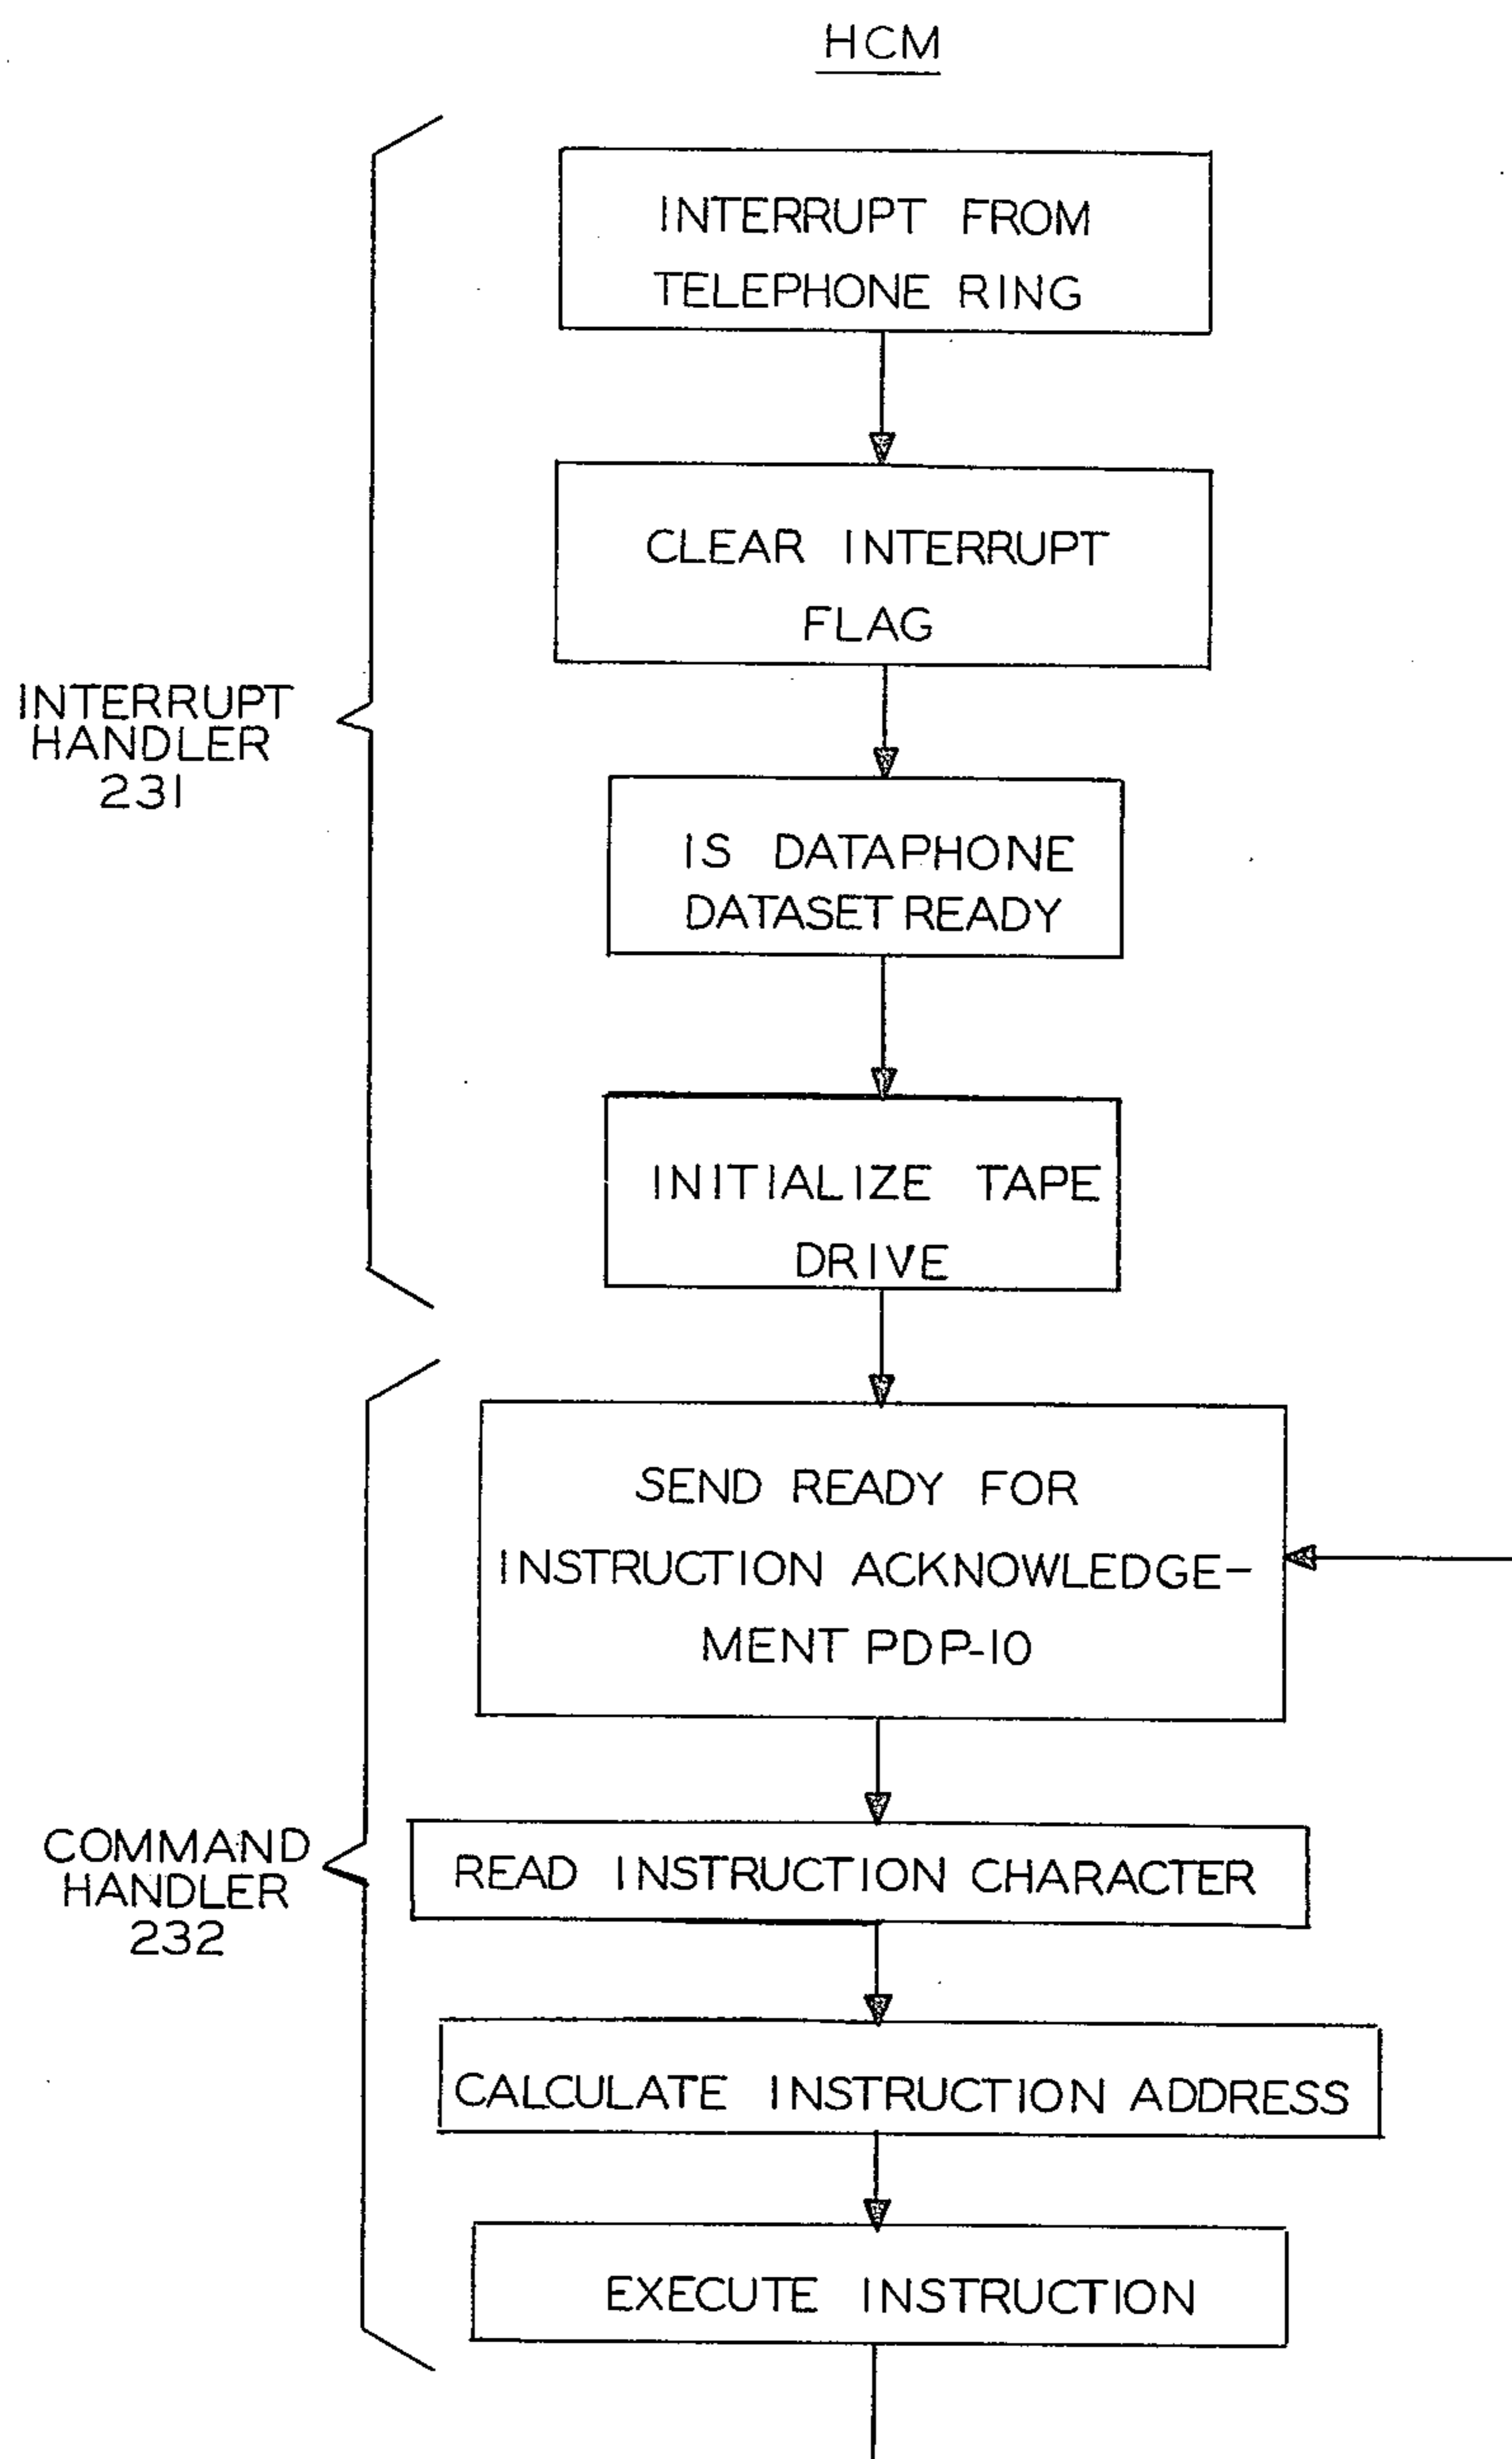 HCM
INTERRUPT FROM
TELEPHONE RING
CLEAR INTERRUPT
FLAG
INTERRUPT
HANDLER
231
IS DATAPHONE
DATASET READY
INITIALIZE TAPE
DRIVE
SEND READY FOR
INSTRUCTION ACKNOWLEDGE-
MENT PDP-10
COMMAND
HANDLER
232
READ INSTRUCTION CHARACTER
CALCULATE INSTRUCTION ADDRESS
EXECUTE INSTRUCTION